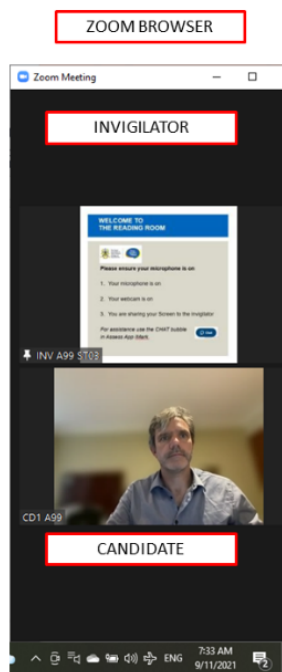 ZOOM BROWSER
Zoom Meeting
INVIGILATOR
WELCOME TO
THE READING ROOM
Please ensure your microphone is on
1. Your microphone is on
2. Your webcam is on
3. You are sharing your Screen to the Invigilator
For assistance use the CHAT bubble
in Assess App iMark.
INV A99 ST03
CD1 A99
CANDIDATE
ENG
7:33 AM
9/11/2021
2